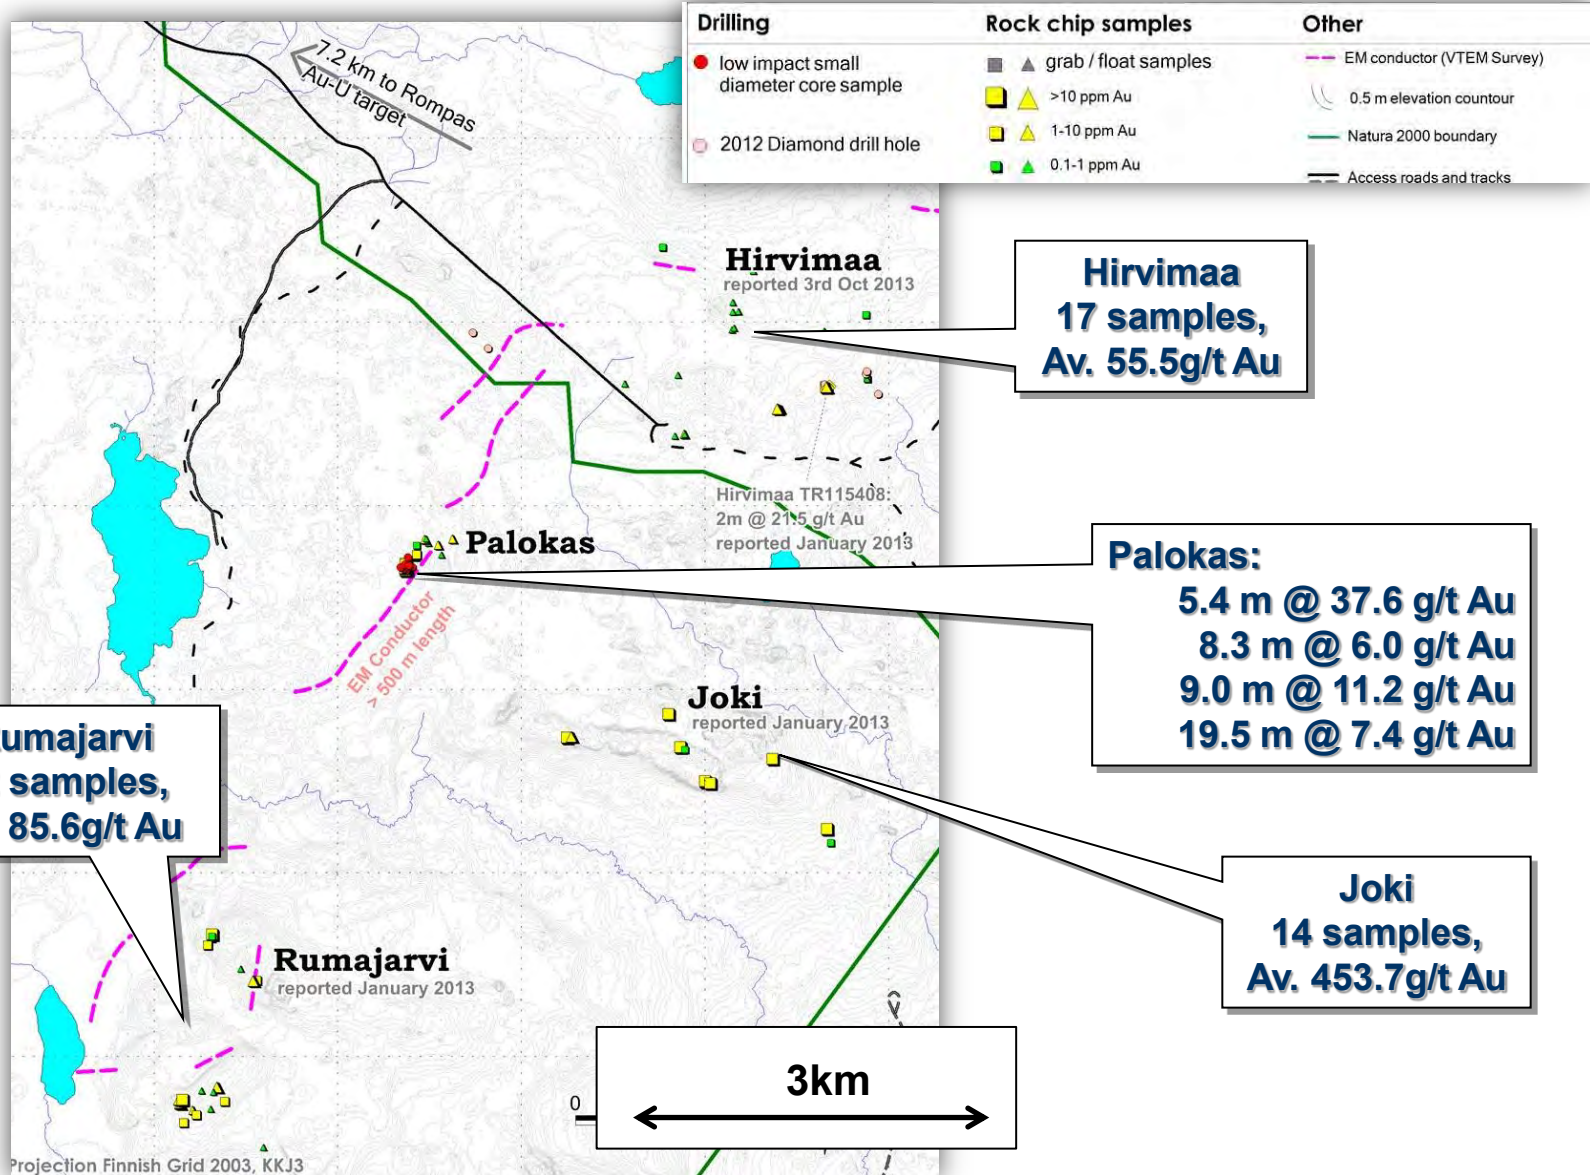 Drilling
low impact small
diameter core sample
2012 Diamond drill hole
Rock chip samples
grab / float samples
>10 ppm Au
1-10 ppm Au
0.1-1 ppm Au
Other
EM conductor (VTEM Survey)
0.5 m elevation countour
Natura 2000 boundary
Access roads and tracks
7.2 km to Rompas
Au-U target
Hirvimaa
reported 3rd Oct 2013
Hirvimaa
17 samples,
Av. 55.5g/t Au
Hirvimaa TR115408:
2m @ 21.5 g/t Au
reported January 2013
Palokas
EM Conductor
> 500 m length
Palokas:
5.4 m @ 37.6 g/t Au
8.3 m @ 6.0 g/t Au
9.0 m @ 11.2 g/t Au
19.5 m @ 7.4 g/t Au
Joki
reported January 2013
Joki
14 samples,
Av. 453.7g/t Au
umajarvi
samples,
85.6g/t Au
Rumajarvi
reported January 2013
0
3km
Projection Finnish Grid 2003, KKJ3